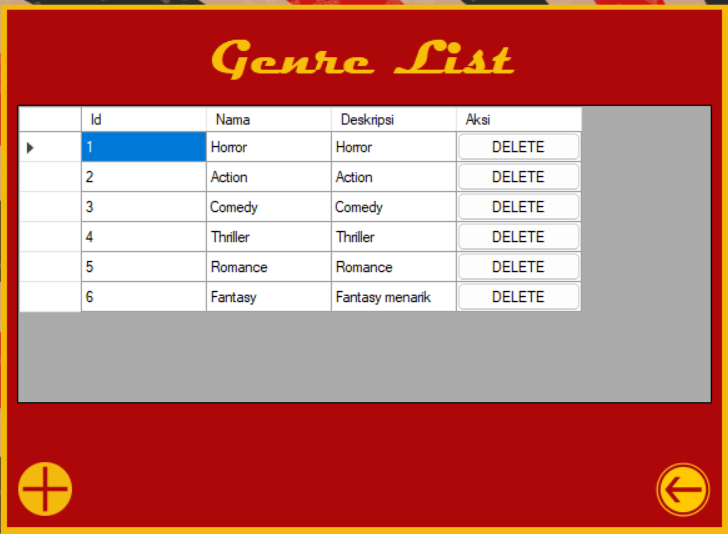 Genre List
Id Nama Deskripsi Aksi
1 Horror Horror DELETE
2 Action Action DELETE
3 Comedy Comedy DELETE
4 Thriller Thriller DELETE
5 Romance Romance DELETE
6 Fantasy Fantasy menarik DELETE